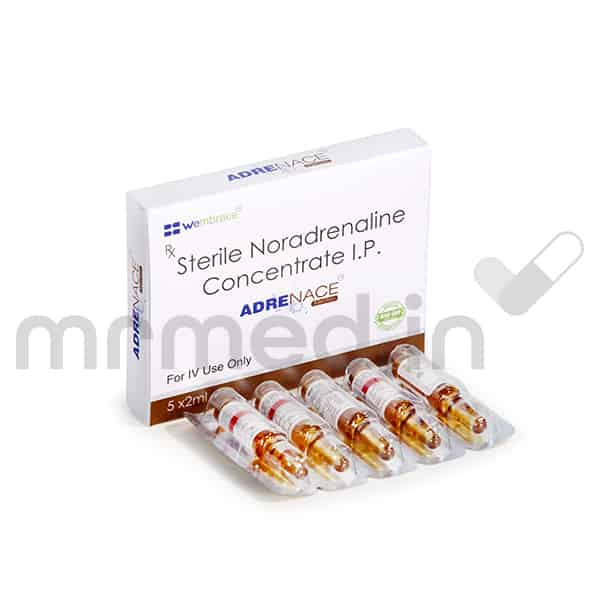 ADRENACE
wembrace
Rx
Sterile Noradrenaline
Concentrate I.P.
ADRENACE
For IV Use Only
5 x2ml
mrmed.in